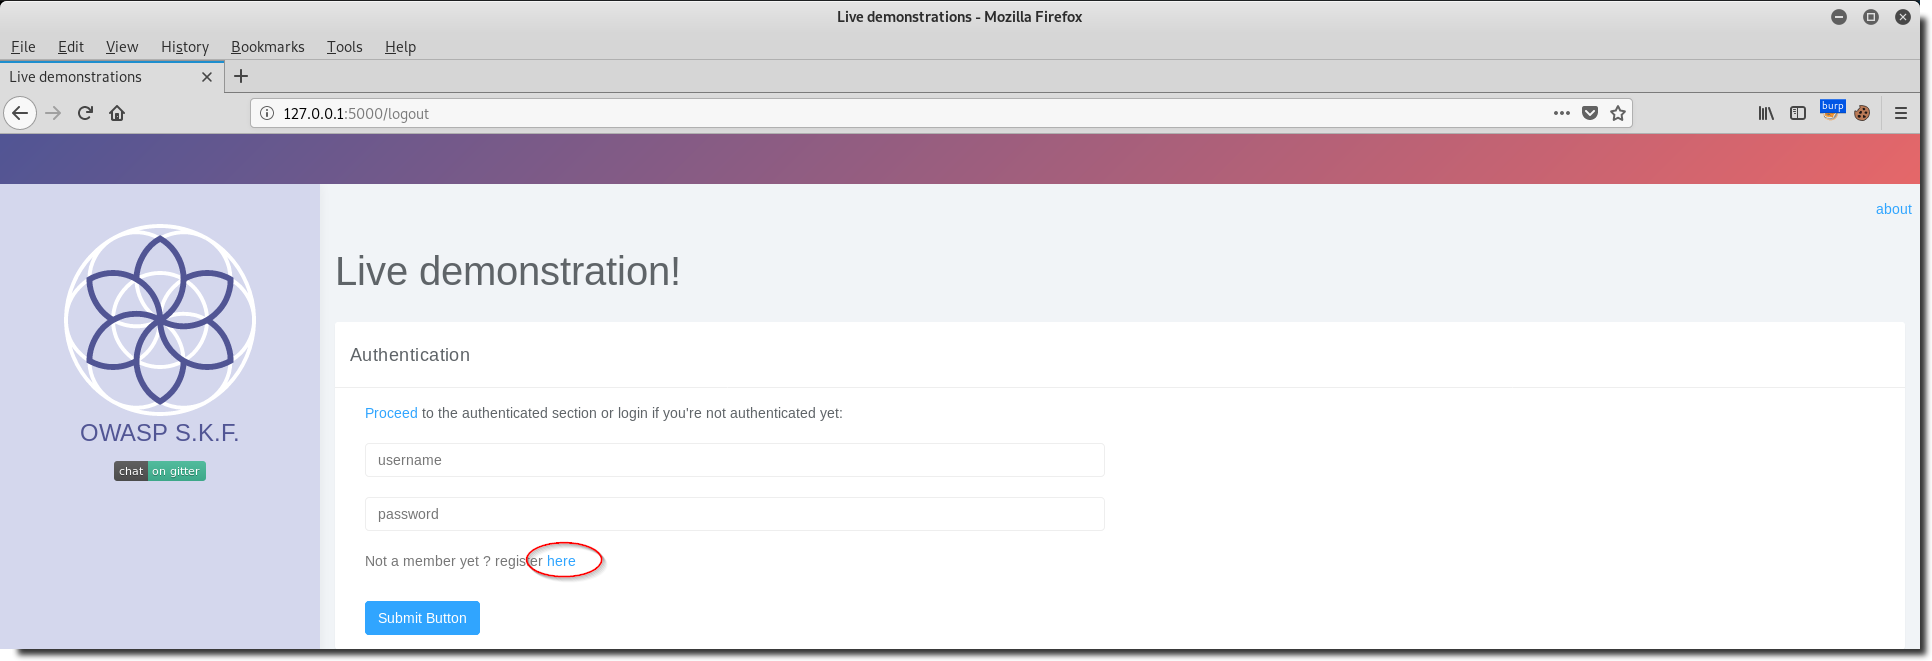 Live demonstrations - Mozilla Firefox
File Edit View History Bookmarks Tools Help
Live demonstrations
127.0.0.1:5000/logout
burp
about
Live demonstration!
Authentication
Proceed to the authenticated section or login if you're not authenticated yet:
username
password
Not a member yet ? register here
Submit Button
OWASP S.K.F.
chat on gitter